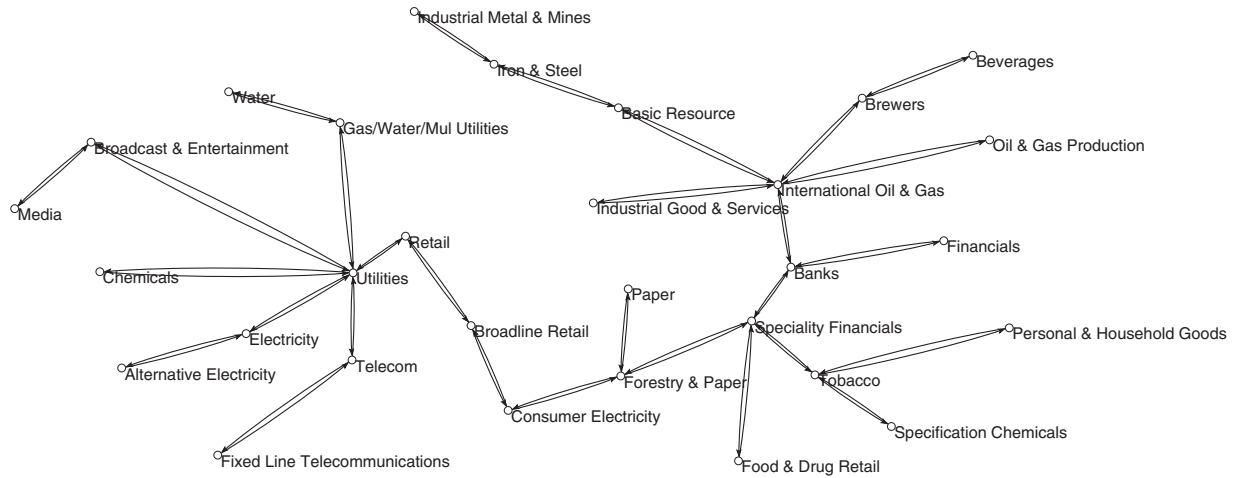 Industrial Metal & Mines
Iron & Steel
Beverages
Water
Brewers
Basic Resource
Gas/Water/Mul Utilities
Broadcast & Entertainment
Oil & Gas Production
International Oil & Gas
Industrial Good & Services
Media
Retail
Financials
Chemicals
Utilities
Banks
Paper
Broadline Retail
Speciality Financials
Personal & Household Goods
Electricity
Telecom
Alternative Electricity
Forestry & Paper
Tobacco
Consumer Electricity
Specification Chemicals
Fixed Line Telecommunications
Food & Drug Retail